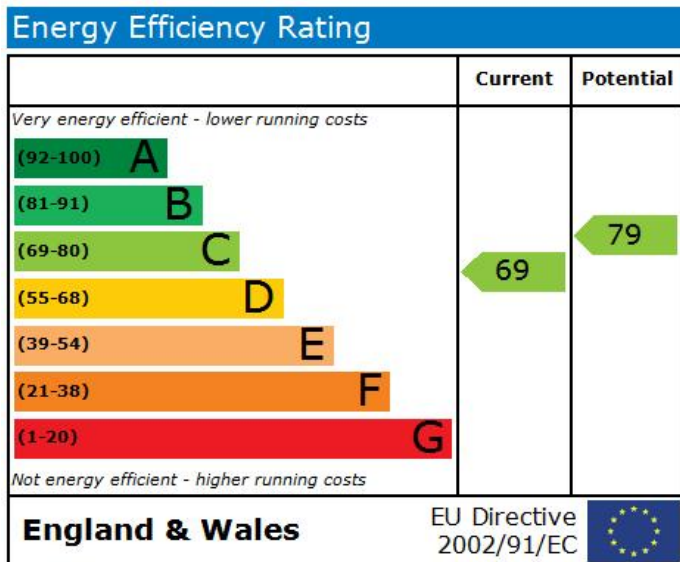 Energy Efficiency Rating
Current Potential
Very energy efficient - lower running costs
(92-100) A
(81-91) B
(69-80) C
79
69
(55-68) D
(39-54) E
(21-38) F
(1-20) G
Not energy efficient - higher running costs
England & Wales
EU Directive
2002/91/EC